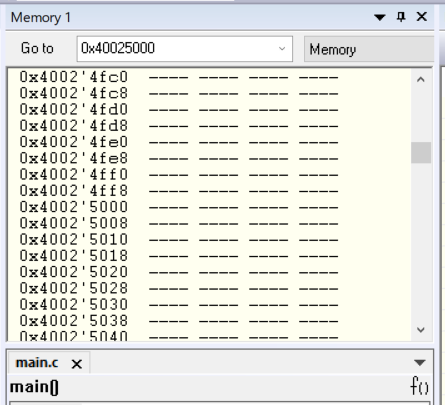 Memory 1
Go to 0x40025000 Memory
0x4002'4fc0 ---- ---- ---- ----
0x4002'4fc8 ---- ---- ---- ----
0x4002'4fd0 ---- ---- ---- ----
0x4002'4fd8 ---- ---- ---- ----
0x4002'4fe0 ---- ---- ---- ----
0x4002'4fe8 ---- ---- ---- ----
0x4002'4ff0 ---- ---- ---- ----
0x4002'4ff8 ---- ---- ---- ----
0x4002'5000 ---- ---- ---- ----
0x4002'5008 ---- ---- ---- ----
0x4002'5010 ---- ---- ---- ----
0x4002'5018 ---- ---- ---- ----
0x4002'5020 ---- ---- ---- ----
0x4002'5028 ---- ---- ---- ----
0x4002'5030 ---- ---- ---- ----
0x4002'5038 ---- ---- ---- ----
0x4002'5040 ---- ---- ---- ----
main.c x
main() f()